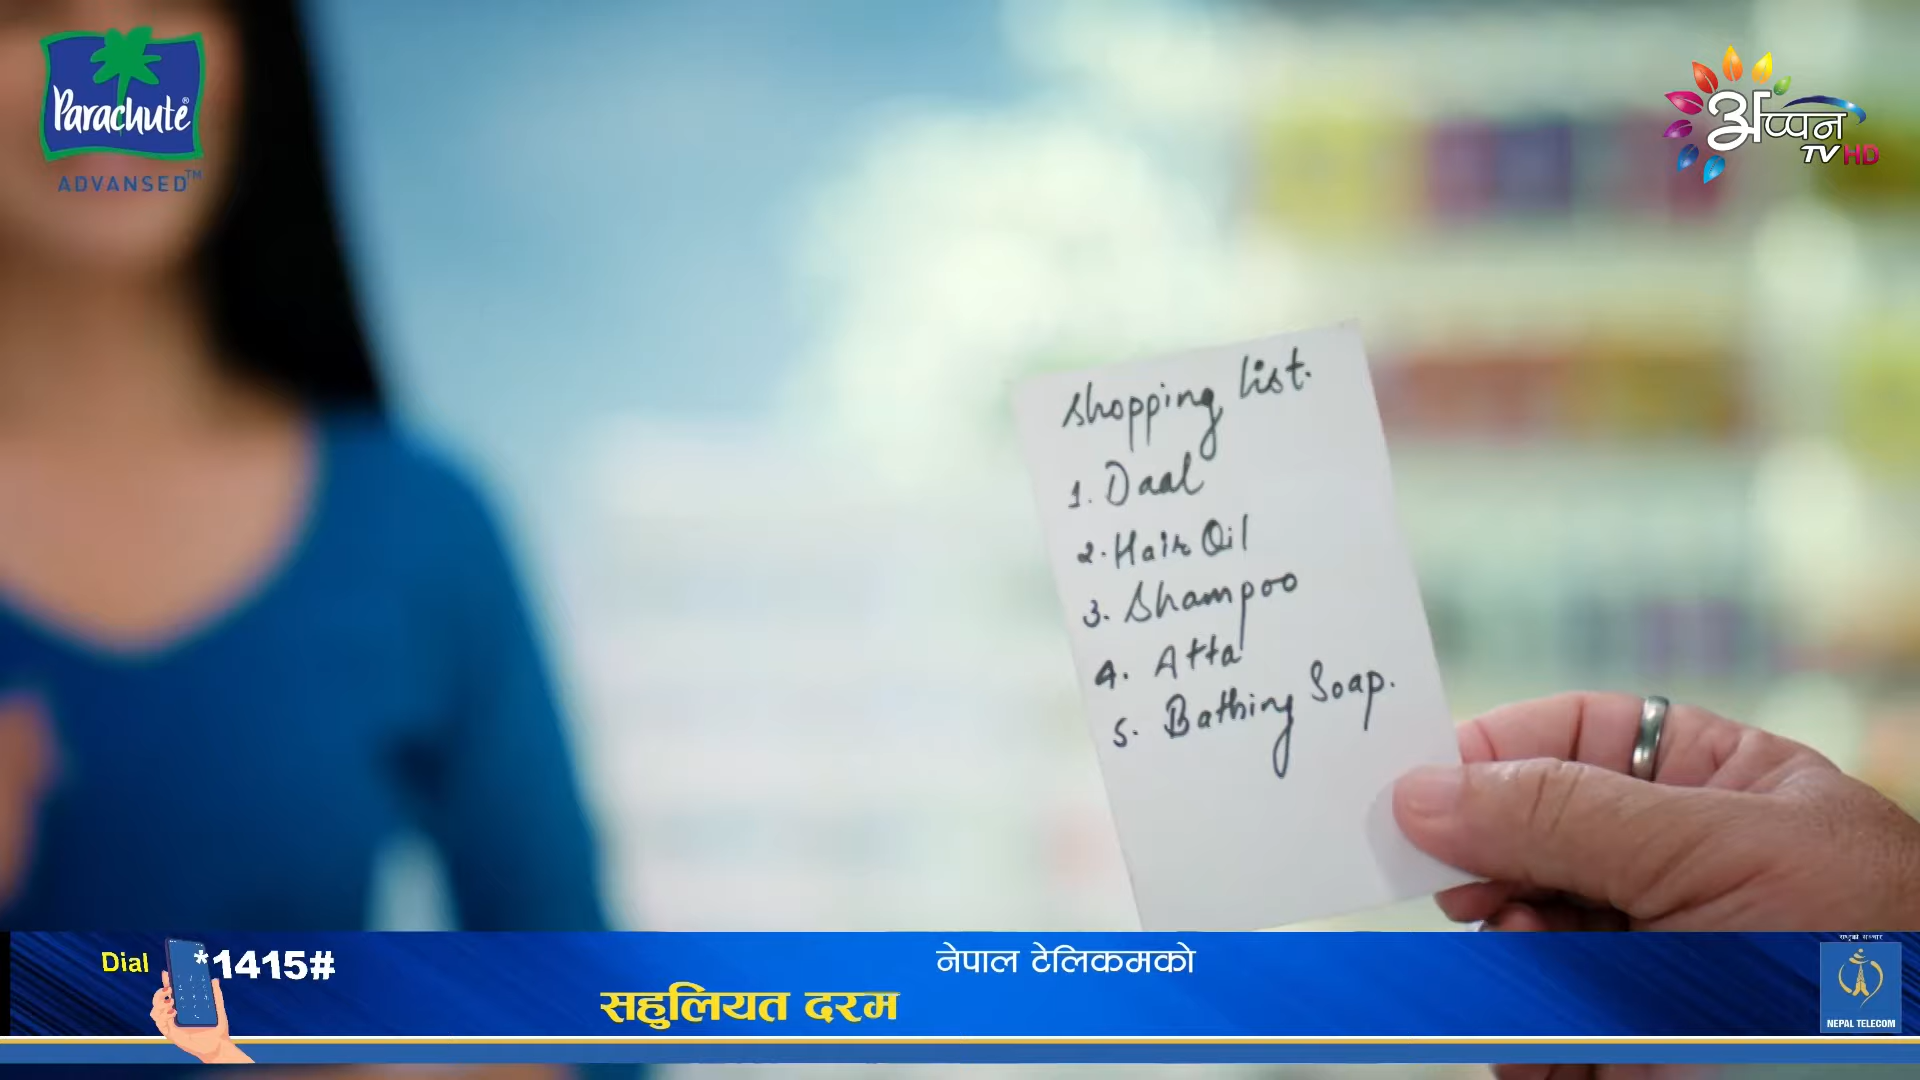 Parachute®
ADVANSED™
अप्पन
TV HD
Shopping list.
1. Daal
2. Hair Oil
3. Shampoo
4. Atta
5. Bathing Soap.
Dial *1415#
नेपाल टेलिकमको
सहुलियत दरम
NEPAL TELECOM